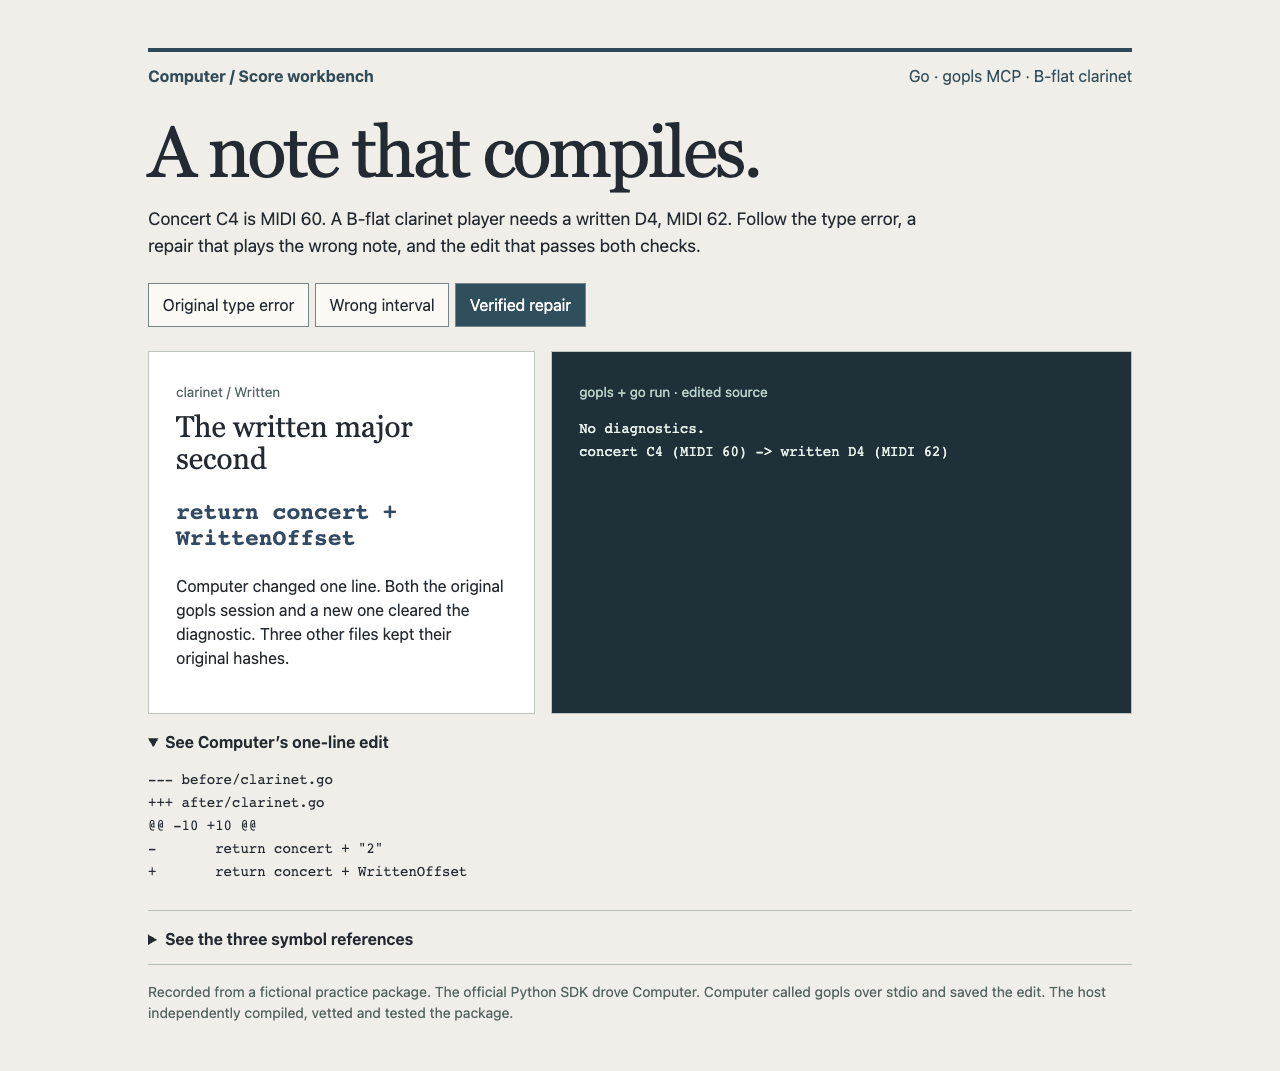 Computer / Score workbench
Go · gopls MCP · B-flat clarinet
A note that compiles.
Concert C4 is MIDI 60. A B-flat clarinet player needs a written D4, MIDI 62. Follow the type error, a
repair that plays the wrong note, and the edit that passes both checks.
Original type error
Wrong interval
Verified repair
clarinet / Written
The written major
second
return concert +
WrittenOffset
Computer changed one line. Both the original
gopls session and a new one cleared the
diagnostic. Three other files kept their
original hashes.
gopls + go run · edited source
No diagnostics.
concert C4 (MIDI 60) -> written D4 (MIDI 62)
▼ See Computer’s one-line edit
--- before/clarinet.go
+++ after/clarinet.go
@@ -10 +10 @@
-       return concert + "2"
+       return concert + WrittenOffset
▶ See the three symbol references
Recorded from a fictional practice package. The official Python SDK drove Computer. Computer called gopls over stdio and saved the edit. The host
independently compiled, vetted and tested the package.